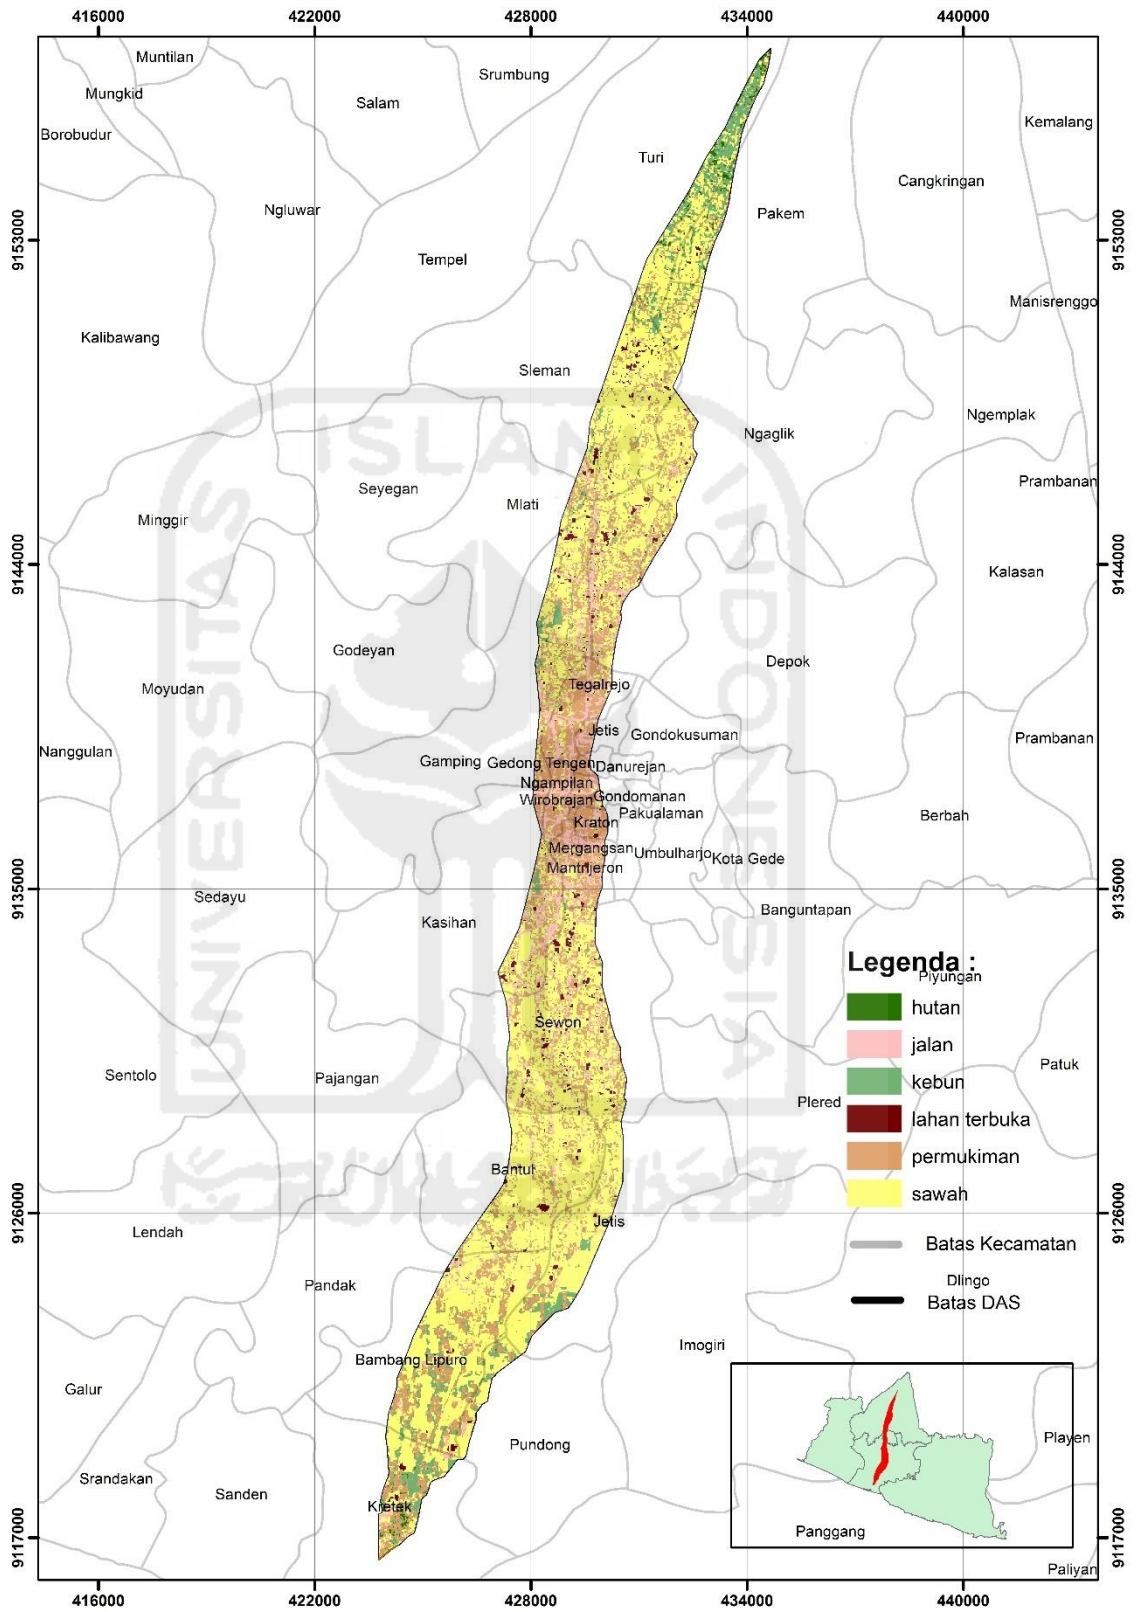 416000 422000 428000 434000 440000
Muntilan
Srumbung
Mungkid
Salam
Kemalang
Borobudur
Turi
Cangkringan
Ngluwar
Pakem
9153000 9153000
Tempel
Manisrenggo
Kalibawang
Sleman
Ngemplak
Ngaglik
ISLAM
Prambanan
Seyegan
Mlati
Minggir
9144000 9144000
Kalasan
UNIVERSITAS
INDONESIA
Godeyan
Depok
Tegalrejo
Moyudan
Jetis
Gondokusuman
Prambanan
Nanggulan
Gamping Gedong Tengen Danurejan
Ngampilan
Wirobrajan Gondomanan
Pakualaman
Kraton
Berbah
Mergangsan Umbulharjo Kota Gede
Mantrijeron
9135000 9135000
Sedayu
Banguntapan
Kasihan
Legenda :
Piyungan
hutan
Sewon
jalan
Patuk
Sentolo
Pajangan
kebun
Plered
lahan terbuka
permukiman
Bantul
sawah
9126000 9126000
Jetis
Lendah
Batas Kecamatan
Pandak
Dlingo
Batas DAS
Imogiri
Bambang Lipuro
Galur
Pundong
Playen
Srandakan
Sanden
Kretek
Panggang
9117000 9117000
Paliyan
416000 422000 428000 434000 440000